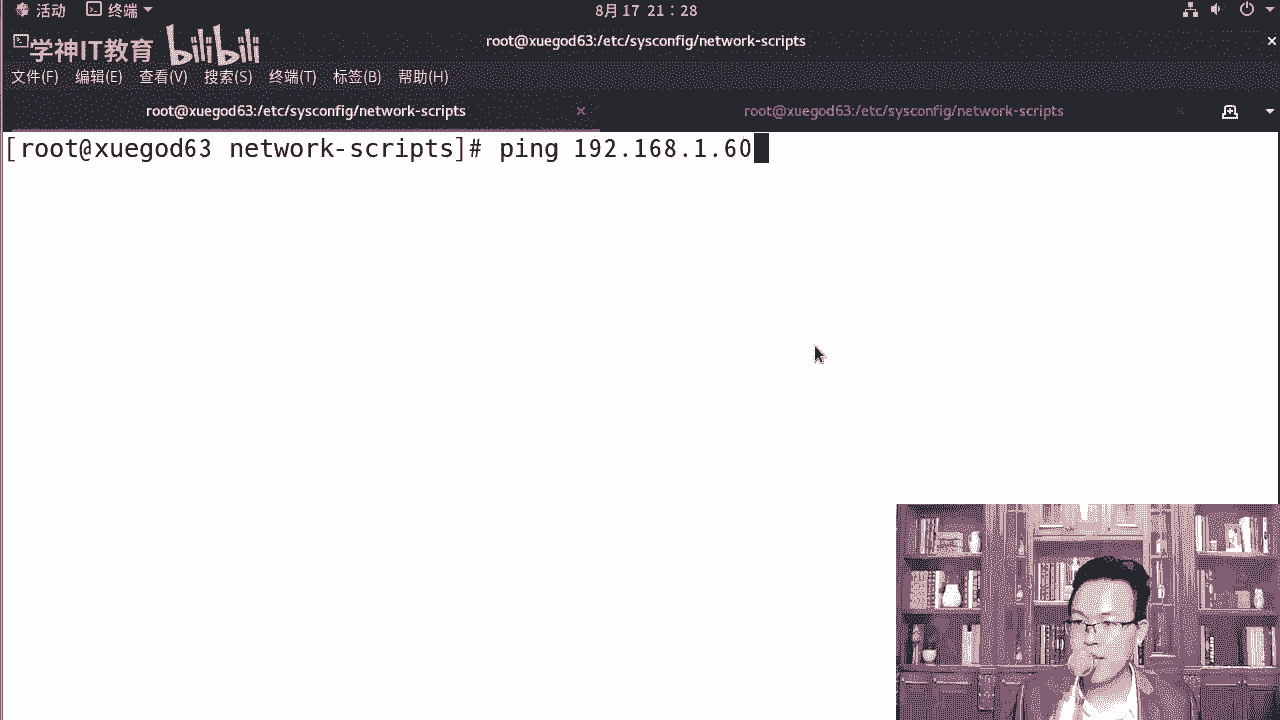 活动 终端 8月 17 21：28
学神IT教育 bilibili root@xuegod63:/etc/sysconfig/network-scripts
文件(F) 编辑(E) 查看(V) 搜索(S) 终端(T) 标签(B) 帮助(H)
root@xuegod63:/etc/sysconfig/network-scripts root@xuegod63:/etc/sysconfig/network-scripts
[root@xuegod63 network-scripts]# ping 192.168.1.60